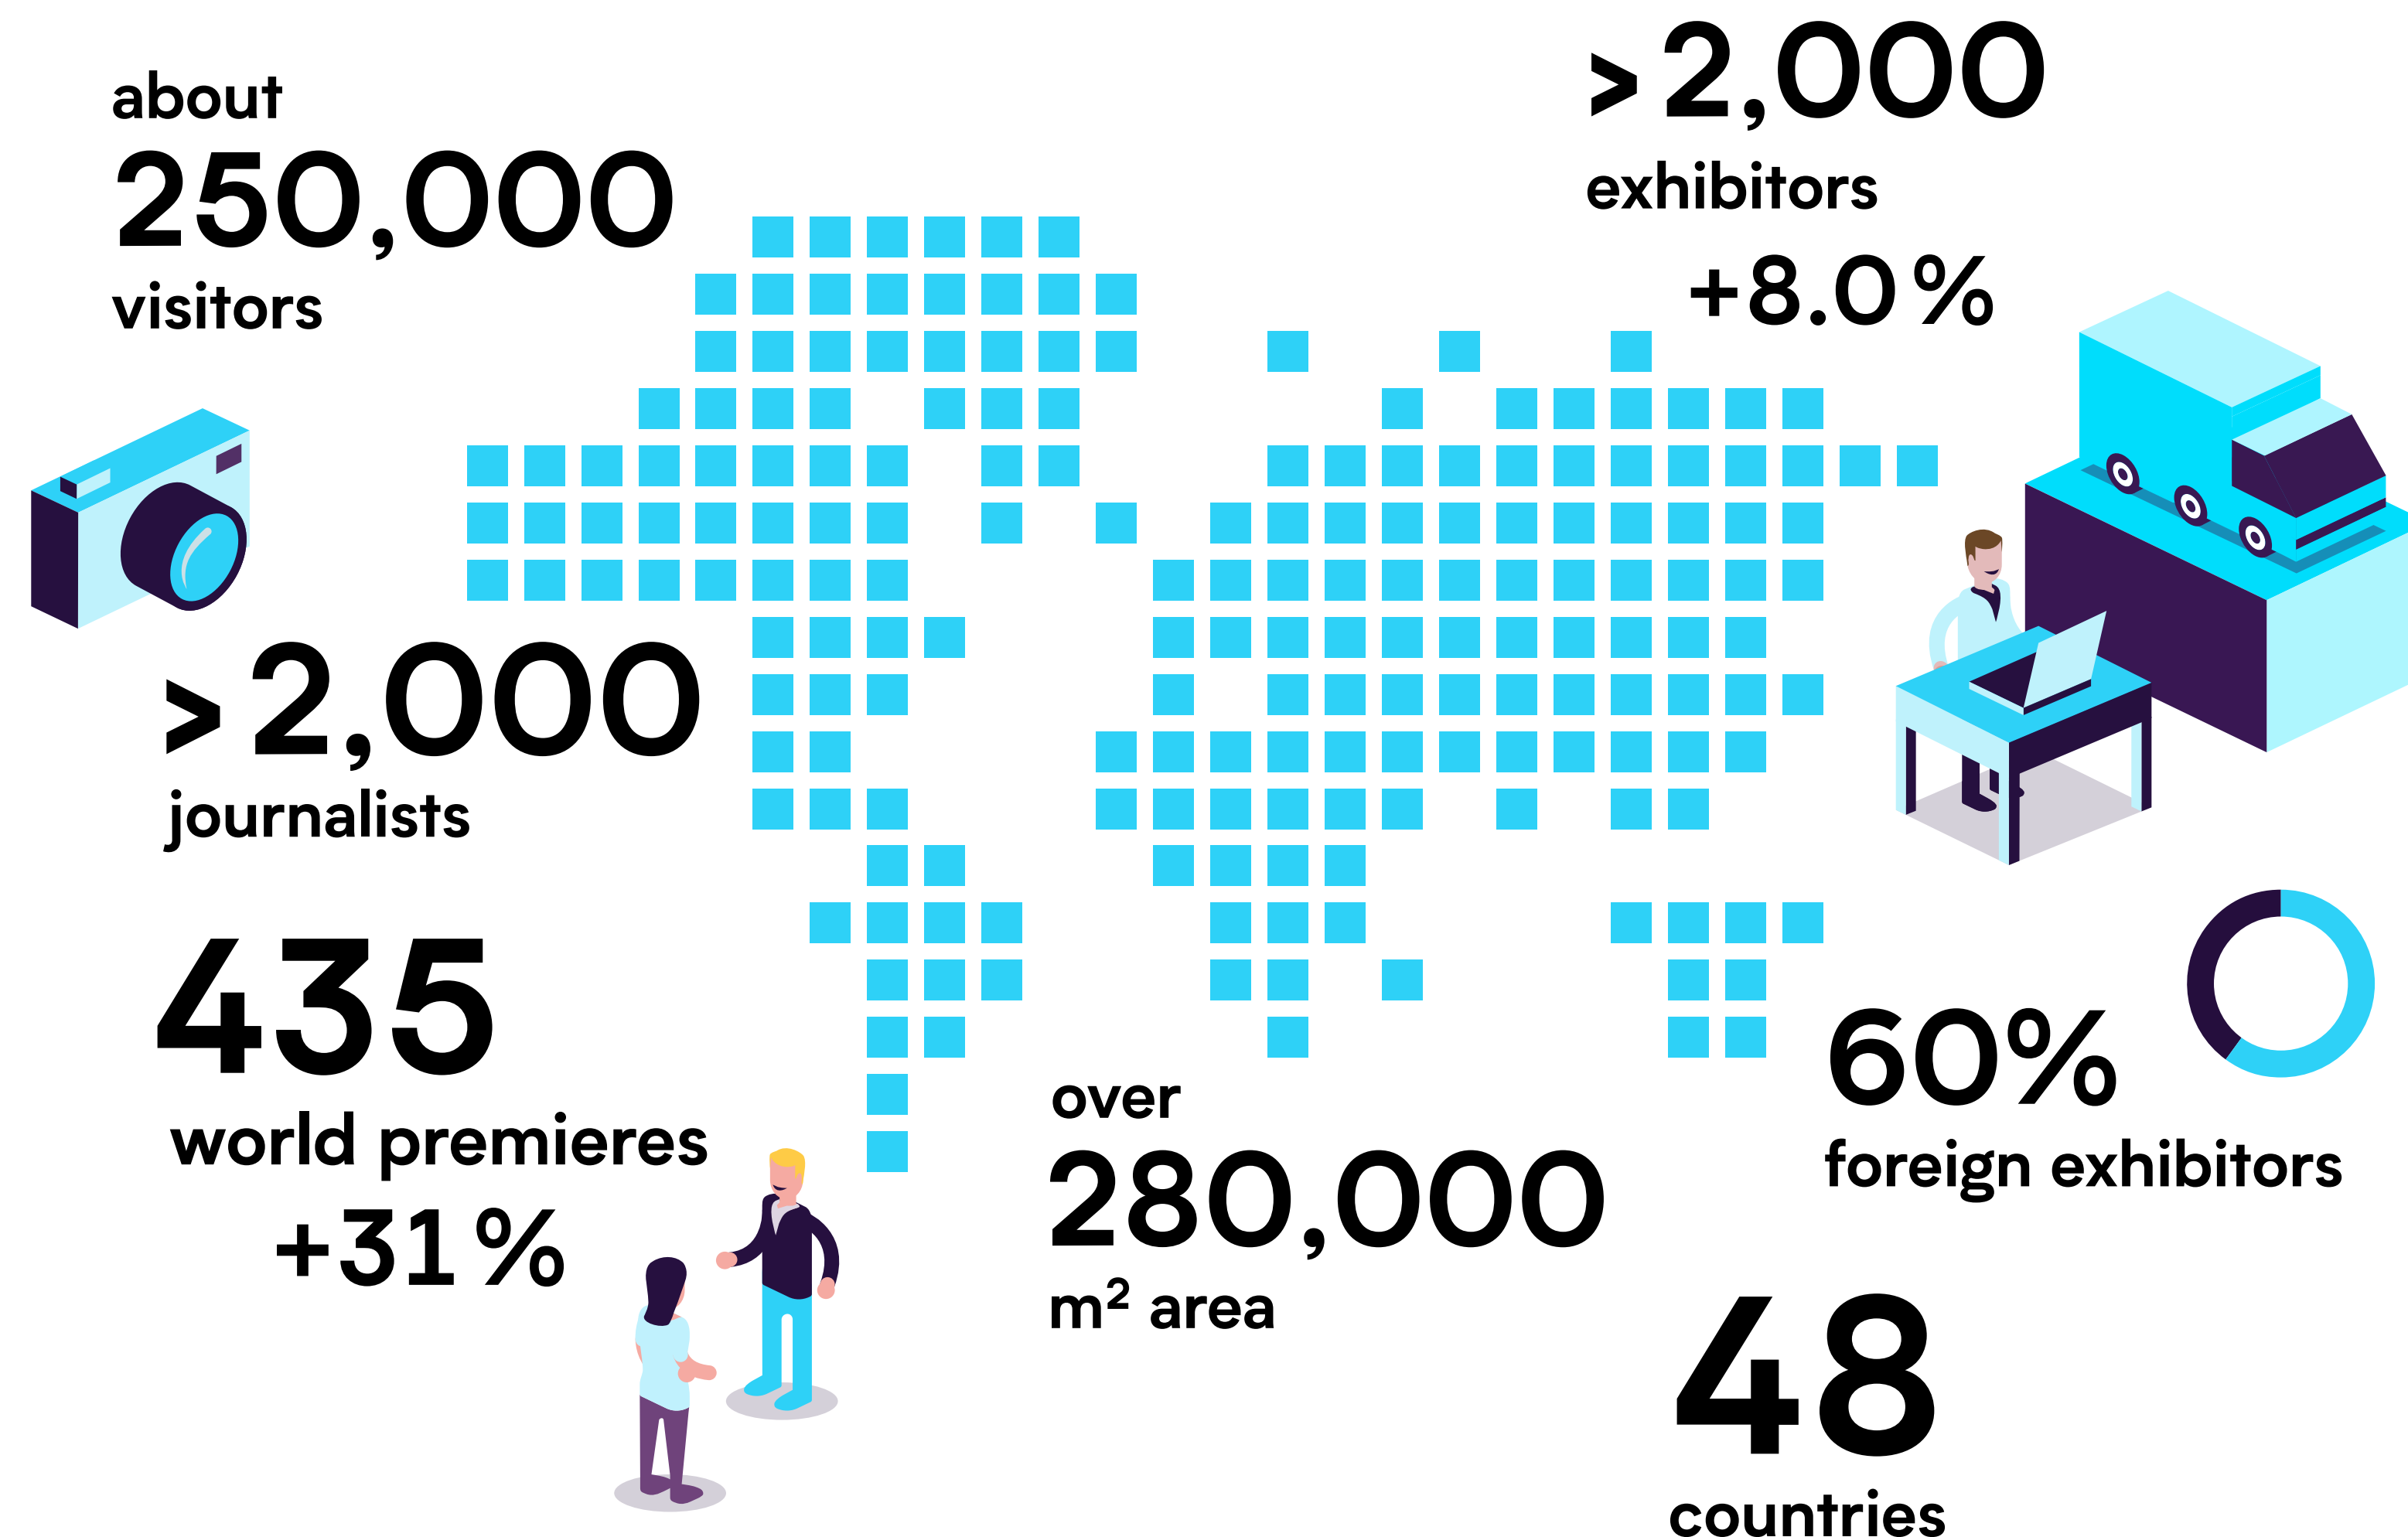 about
250,000
visitors
> 2,000
exhibitors
+8.0%
> 2,000
journalists
435
world premieres
+31%
over
280,000
m² area
60%
foreign exhibitors
48
countries